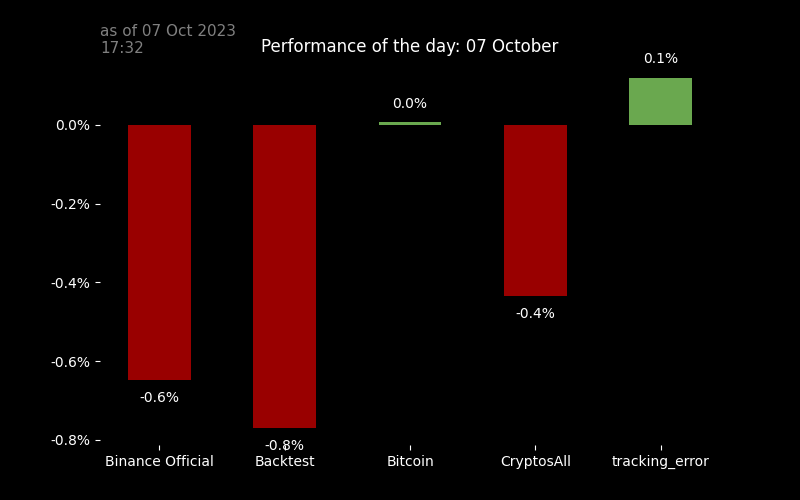 as of 07 Oct 2023
17:32
Performance of the day: 07 October
0.1%
0.0%
0.0%
-0.2%
-0.4%
-0.4%
-0.6%
-0.6%
-0.8%
-0.8%
Binance Official
Backtest
Bitcoin
CryptosAll
tracking_error